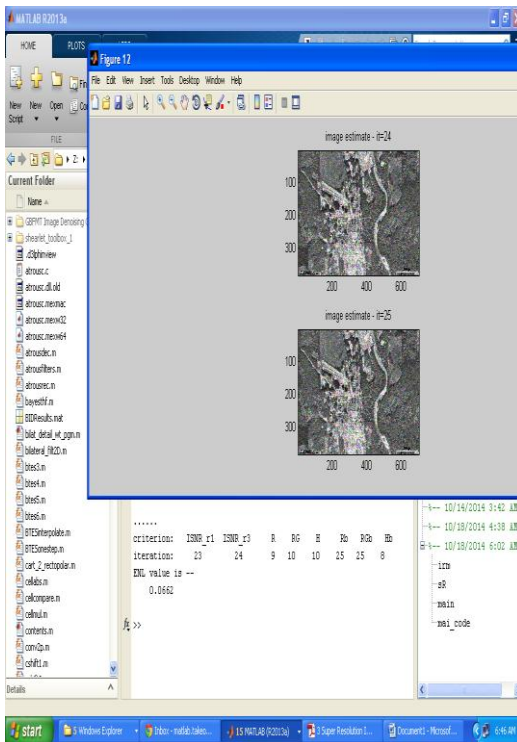 MATLAB R2013a
HOME
PLOTS
Figure 12
File Edit View Insert Tools Desktop Window Help
New Script
New
Open
FILE
Z:
Current Folder
Name
GBFMT Image Denoising
shearlet_toolbox_1
.d3phmview
atrousc.c
atrousc.dll.old
atrousc.mexmac
atrousc.mexw32
atrousc.mexw64
atrousdec.m
atrousfilters.m
atrousrec.m
bayesthf.m
BIDResults.mat
bilat_detail_wt_pgm.m
bilateral_filt2D.m
btes3.m
btes4.m
btes5.m
btes6.m
BTESinterpolate.m
BTESonestep.m
cart_2_rectopolar.m
cellabs.m
cellcompare.m
cellmul.m
contents.m
conv2p.m
cshift1.m
Details
image estimate - it=24
100
200
300
200 400 600
image estimate - it=25
100
200
300
200 400 600
......
criterion: ISNR_r1 ISNR_r3 R RG H Rb RGb Hb
iteration: 23 24 9 10 10 25 25 8
ENL value is --
0.0662
fx >>
%-- 10/14/2014 3:42 AM
%-- 10/18/2014 4:38 AM
%-- 10/18/2014 6:02 AM
irm
sR
main
mai_code
start
5 Windows Explorer
Inbox - matlab.takeo...
15 MATLAB (R2013a)
3 Super Resolution 1...
Document1 - Microsof...
6:46 AM